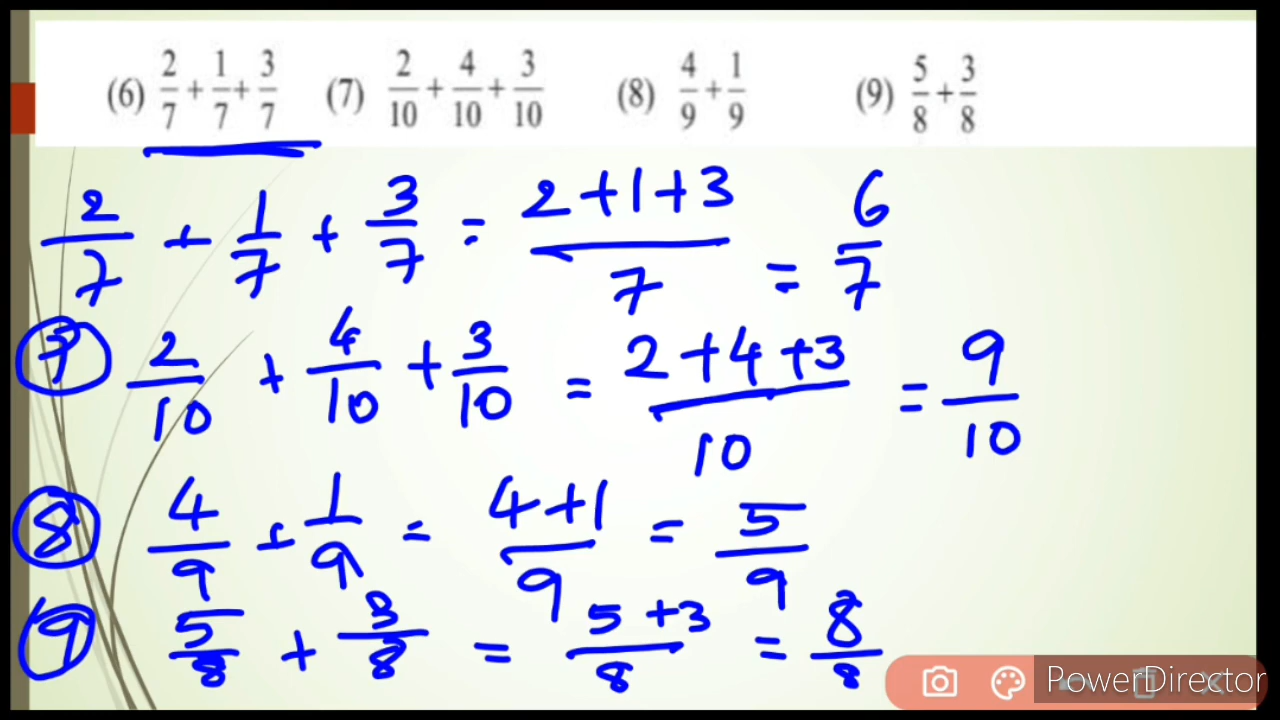 (6) 2/7 + 1/7 + 3/7 (7) 2/10 + 4/10 + 3/10 (8) 4/9 + 1/9 (9) 5/8 + 3/8
2/7 + 1/7 + 3/7 = 2+1+3/7 = 6/7
7 2/10 + 4/10 + 3/10 = 2+4+3/10 = 9/10
8 4/9 + 1/9 = 4+1/9 = 5/9
9 5/8 + 3/8 = 5+3/8 = 8/8
PowerDirector